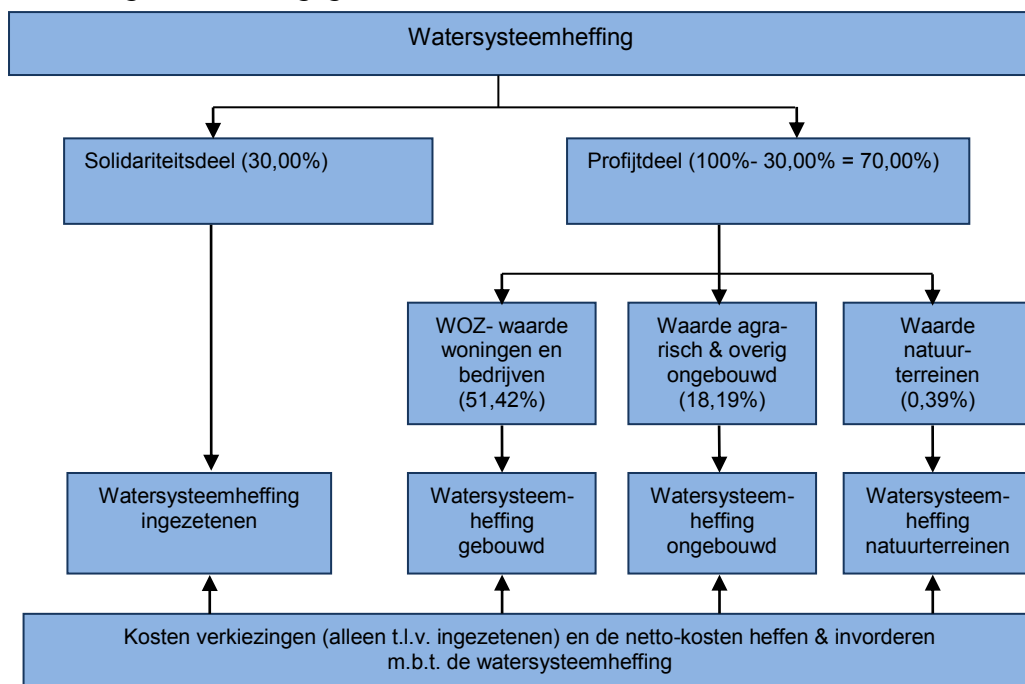 Watersysteemheffing
Solidariteitsdeel (30,00%)
Profijtdeel (100%- 30,00% = 70,00%)
WOZ- waarde
woningen en
bedrijven
(51,42%)
Waarde agra-
risch & overig
ongebouwd
(18,19%)
Waarde
natuur-
terreinen
(0,39%)
Watersysteemheffing
ingezetenen
Watersysteem-
heffing
gebouwd
Watersysteem-
heffing
ongebouwd
Watersysteem-
heffing
natuurterreinen
Kosten verkiezingen (alleen t.l.v. ingezetenen) en de netto-kosten heffen & invorderen
m.b.t. de watersysteemheffing